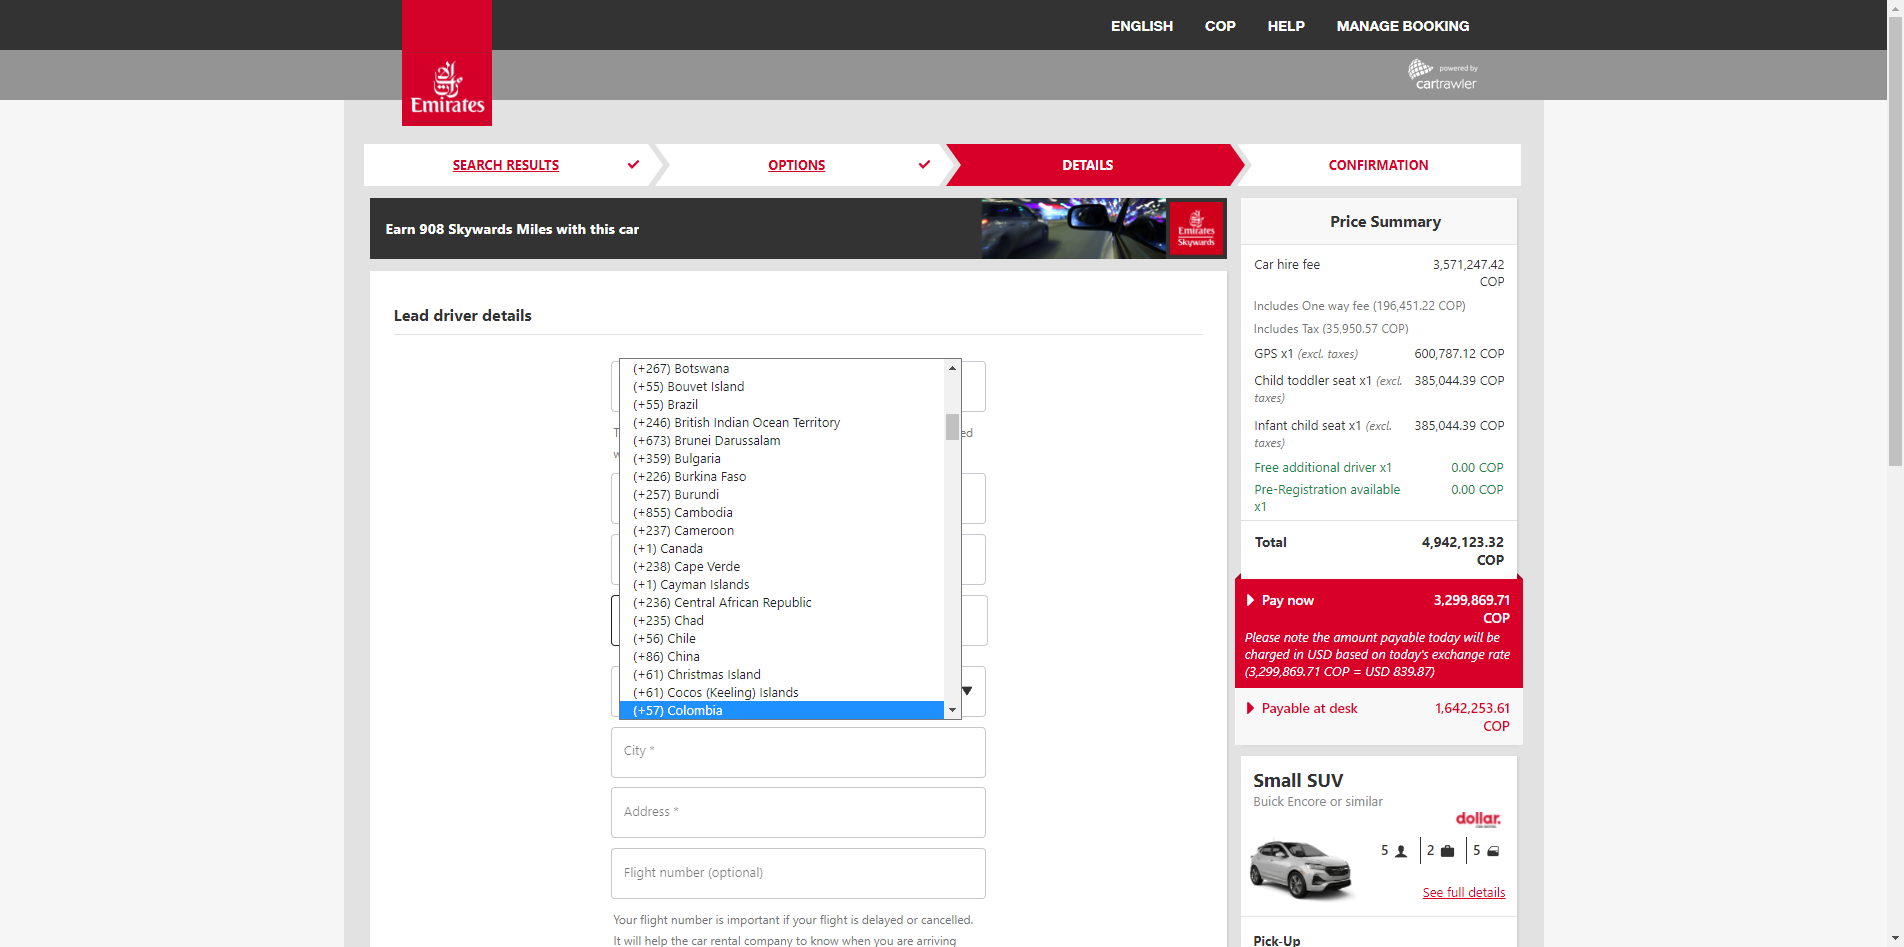 ENGLISH COP HELP MANAGE BOOKING
Emirates
powered by
cartrawler
SEARCH RESULTS OPTIONS DETAILS CONFIRMATION
Earn 908 Skywards Miles with this car
Emirates
Skywards
Lead driver details
(+267) Botswana
(+55) Bouvet Island
(+55) Brazil
(+246) British Indian Ocean Territory
(+673) Brunei Darussalam
(+359) Bulgaria
(+226) Burkina Faso
(+257) Burundi
(+855) Cambodia
(+237) Cameroon
(+1) Canada
(+238) Cape Verde
(+1) Cayman Islands
(+236) Central African Republic
(+235) Chad
(+56) Chile
(+86) China
(+61) Christmas Island
(+61) Cocos (Keeling) Islands
(+57) Colombia
City *
Address *
Flight number (optional)
Your flight number is important if your flight is delayed or cancelled.
It will help the car rental company to know when you are arriving
Price Summary
Car hire fee 3,571,247.42
COP
Includes One way fee (196,451.22 COP)
Includes Tax (35,950.57 COP)
GPS x1 (excl. taxes) 600,787.12 COP
Child toddler seat x1 (excl. 385,044.39 COP
taxes)
Infant child seat x1 (excl. 385,044.39 COP
taxes)
Free additional driver x1 0.00 COP
Pre-Registration available 0.00 COP
x1
Total 4,942,123.32
COP
Pay now 3,299,869.71
COP
Please note the amount payable today will be
charged in USD based on today's exchange rate
(3,299,869.71 COP = USD 839.87)
Payable at desk 1,642,253.61
COP
Small SUV
Buick Encore or similar
dollar.
5 2 5
See full details
Pick-Up